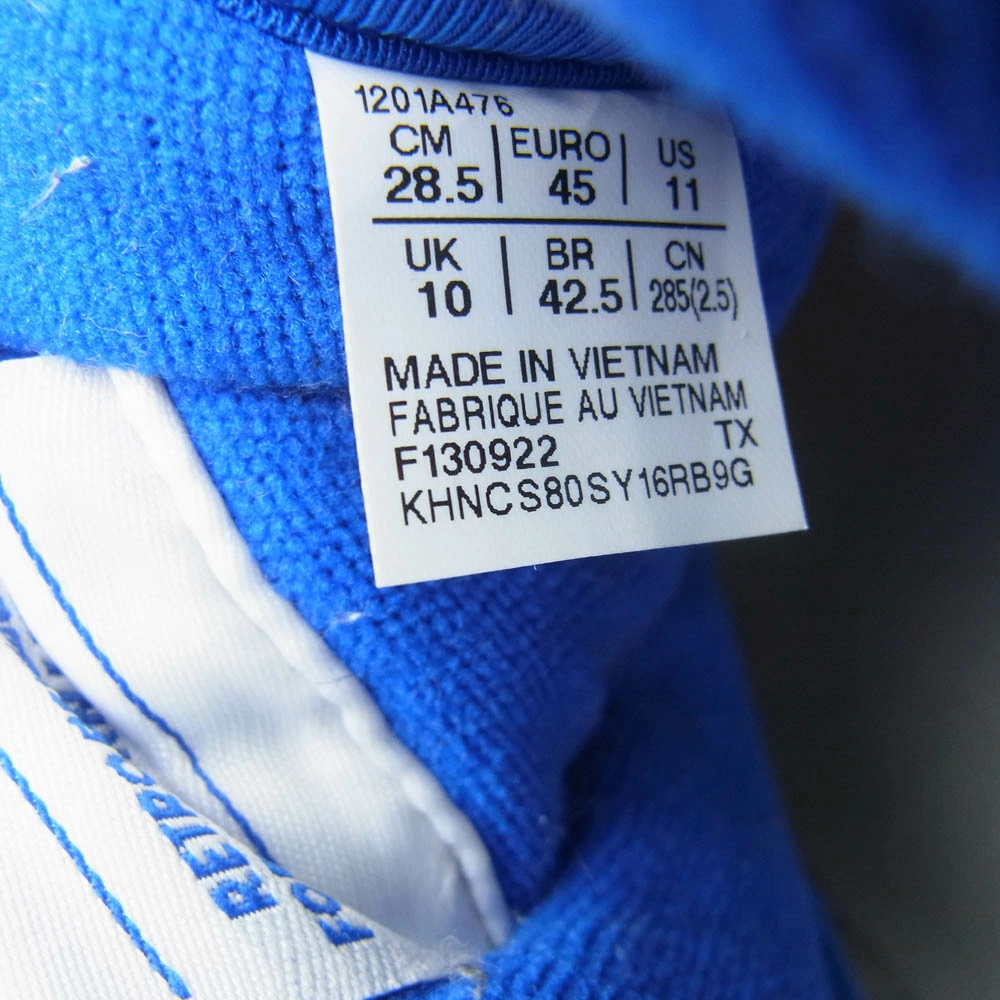 1201A476
CM | EURO | US
28.5 | 45 | 11
UK | BR | CN
10 | 42.5 | 285(2.5)
MADE IN VIETNAM
FABRIQUE AU VIETNAM
F130922 TX
KHNCS80SY16RB9G